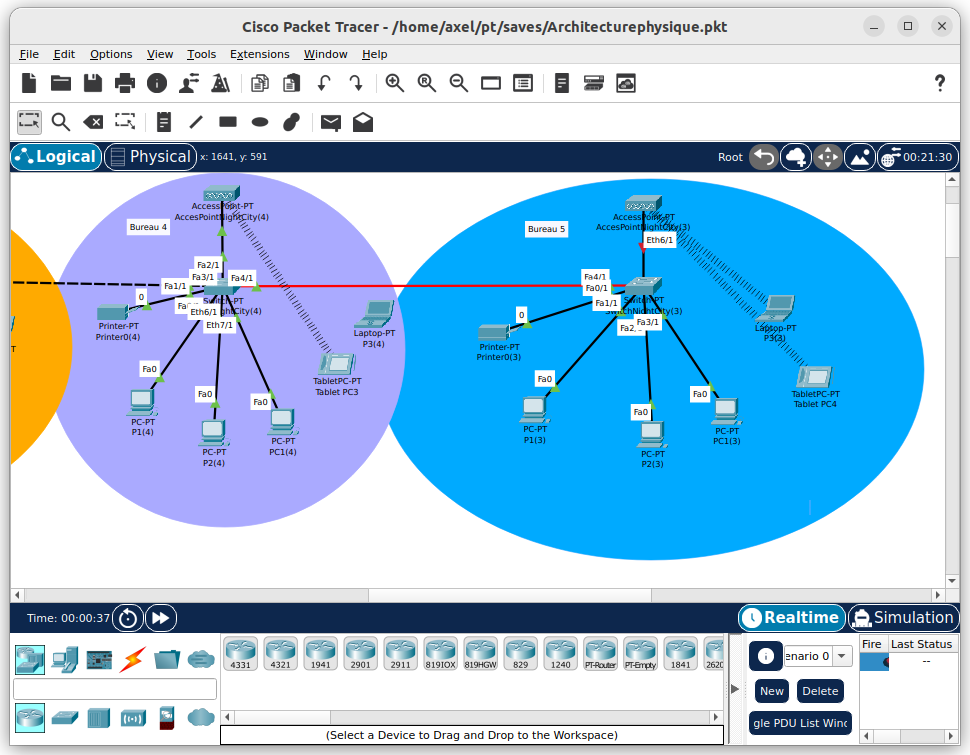 Cisco Packet Tracer - /home/axel/pt/saves/Architecturephysique.pkt
File Edit Options View Tools Extensions Window Help
Logical Physical x: 1641, y: 591 Root 00:21:30
AccessPoint-PT
AccesPointNightCity(4)
Bureau 4
Fa2/1
Fa3/1
Fa4/1
Fa1/1
Eth6/1
Eth7/1
0
Printer-PT
Printer0(4)
Laptop-PT
P3(4)
TabletPC-PT
Tablet PC3
Fa0
PC-PT
P1(4)
Fa0
PC-PT
P2(4)
Fa0
PC-PT
PC1(4)
AccessPoint-PT
AccesPointNightCity(3)
Bureau 5
Eth6/1
Fa4/1
Fa0/1
Fa1/1
Switch-PT
SwitchNightCity(3)
Fa3/1
0
Printer-PT
Printer0(3)
Laptop-PT
P3(3)
TabletPC-PT
Tablet PC4
Fa0
PC-PT
P1(3)
Fa0
PC-PT
P2(3)
Fa0
PC-PT
PC1(3)
Time: 00:00:37 Realtime Simulation
4331 4321 1941 2901 2911 819IOX 819HGW 829 1240 PT-Router PT-Empty 1841 2620
enario 0
New Delete
gle PDU List Wind
Fire Last Status
--
(Select a Device to Drag and Drop to the Workspace)